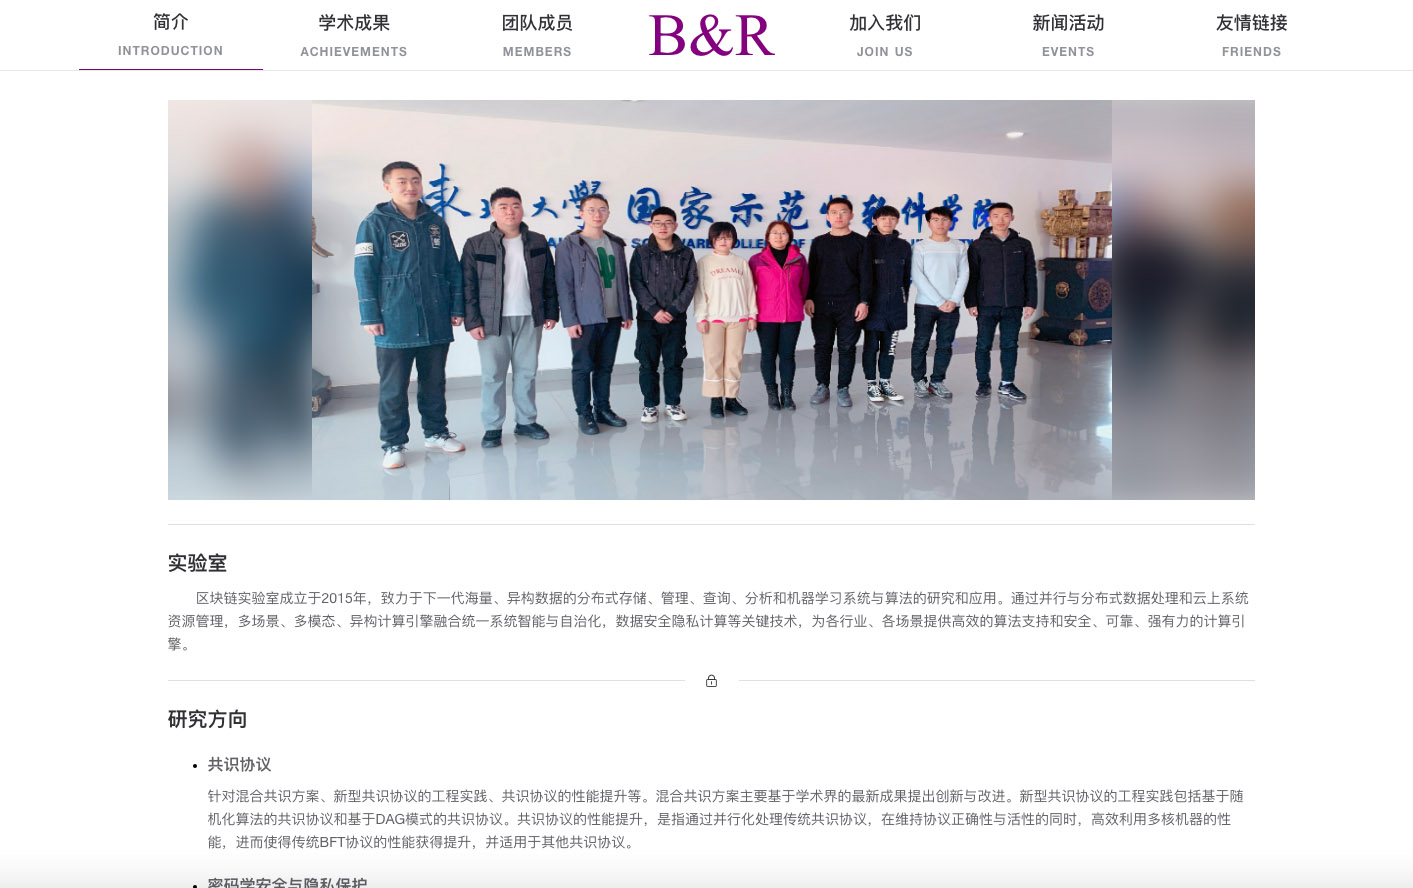 简介
INTRODUCTION
学术成果
ACHIEVEMENTS
团队成员
MEMBERS
B&R
加入我们
JOIN US
新闻活动
EVENTS
友情链接
FRIENDS
東北大學 国家示范性软件学院
SOFTWARE COLLEGE OF
实验室
区块链实验室成立于2015年，致力于下一代海量、异构数据的分布式存储、管理、查询、分析和机器学习系统与算法的研究和应用。通过并行与分布式数据处理和云上系统
资源管理，多场景、多模态、异构计算引擎融合统一系统智能与自治化，数据安全隐私计算等关键技术，为各行业、各场景提供高效的算法支持和安全、可靠、强有力的计算引
擎。
研究方向
共识协议
针对混合共识方案、新型共识协议的工程实践、共识协议的性能提升等。混合共识方案主要基于学术界的最新成果提出创新与改进。新型共识协议的工程实践包括基于随
机化算法的共识协议和基于DAG模式的共识协议。共识协议的性能提升，是指通过并行化处理传统共识协议，在维持协议正确性与活性的同时，高效利用多核机器的性
能，进而使得传统BFT协议的性能获得提升，并适用于其他共识协议。
密码学安全与隐私保护